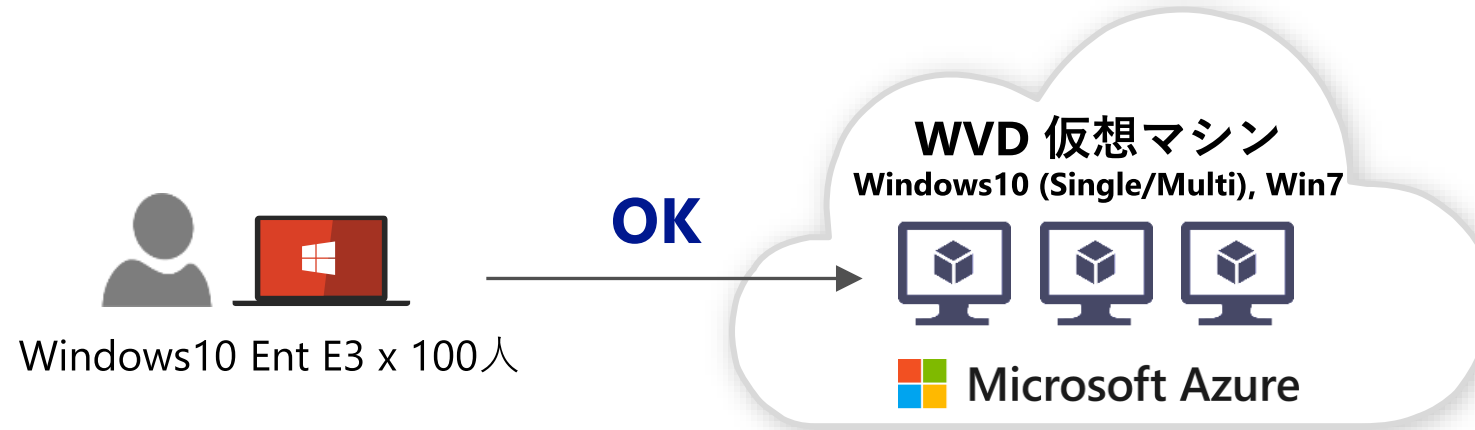 WVD 仮想マシン
Windows10 (Single/Multi), Win7
OK
Windows10 Ent E3 x 100人
Microsoft Azure